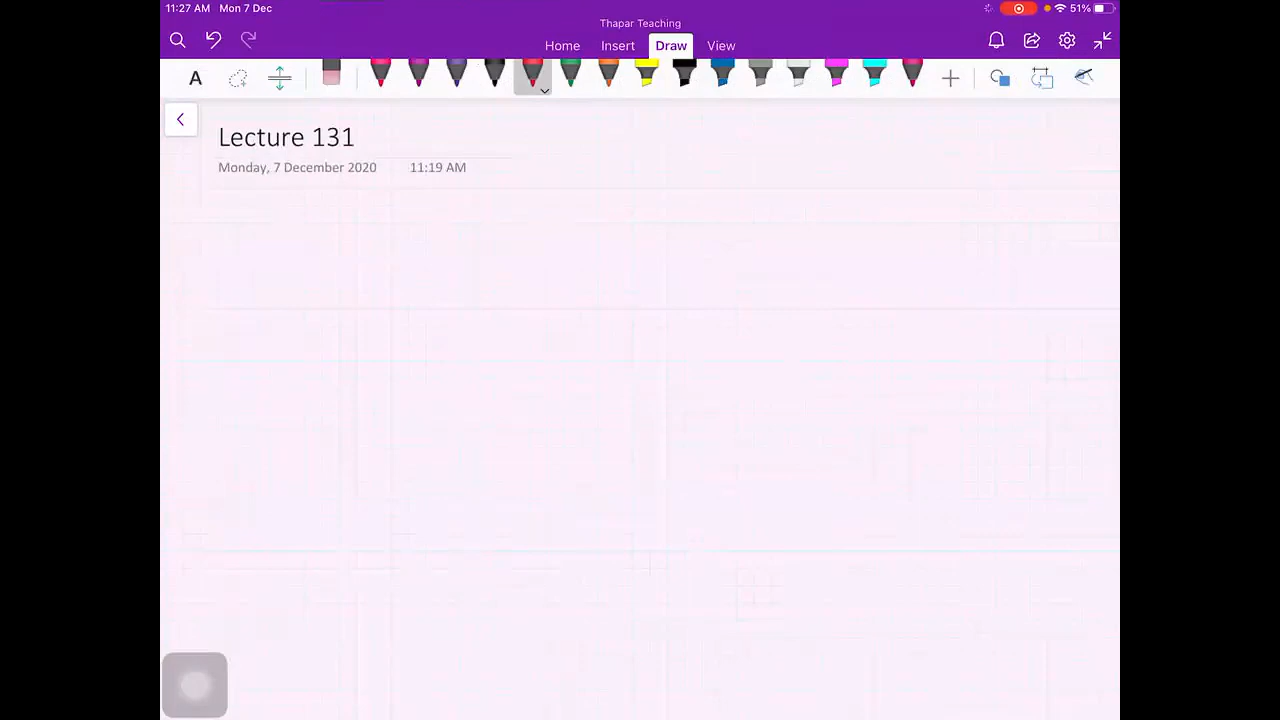 11:27 AM Mon 7 Dec 51%
Thapar Teaching
Home Insert Draw View
A
Lecture 131
Monday, 7 December 2020 11:19 AM